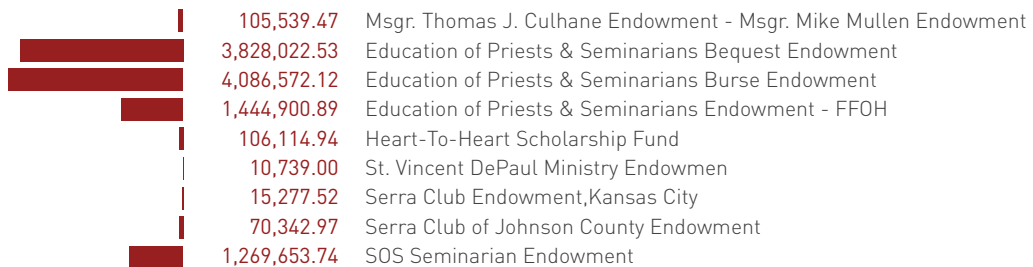 105,539.47 Msgr. Thomas J. Culhane Endowment - Msgr. Mike Mullen Endowment
3,828,022.53 Education of Priests & Seminarians Bequest Endowment
4,086,572.12 Education of Priests & Seminarians Burse Endowment
1,444,900.89 Education of Priests & Seminarians Endowment - FFOH
106,114.94 Heart-To-Heart Scholarship Fund
10,739.00 St. Vincent DePaul Ministry Endowmen
15,277.52 Serra Club Endowment,Kansas City
70,342.97 Serra Club of Johnson County Endowment
1,269,653.74 SOS Seminarian Endowment